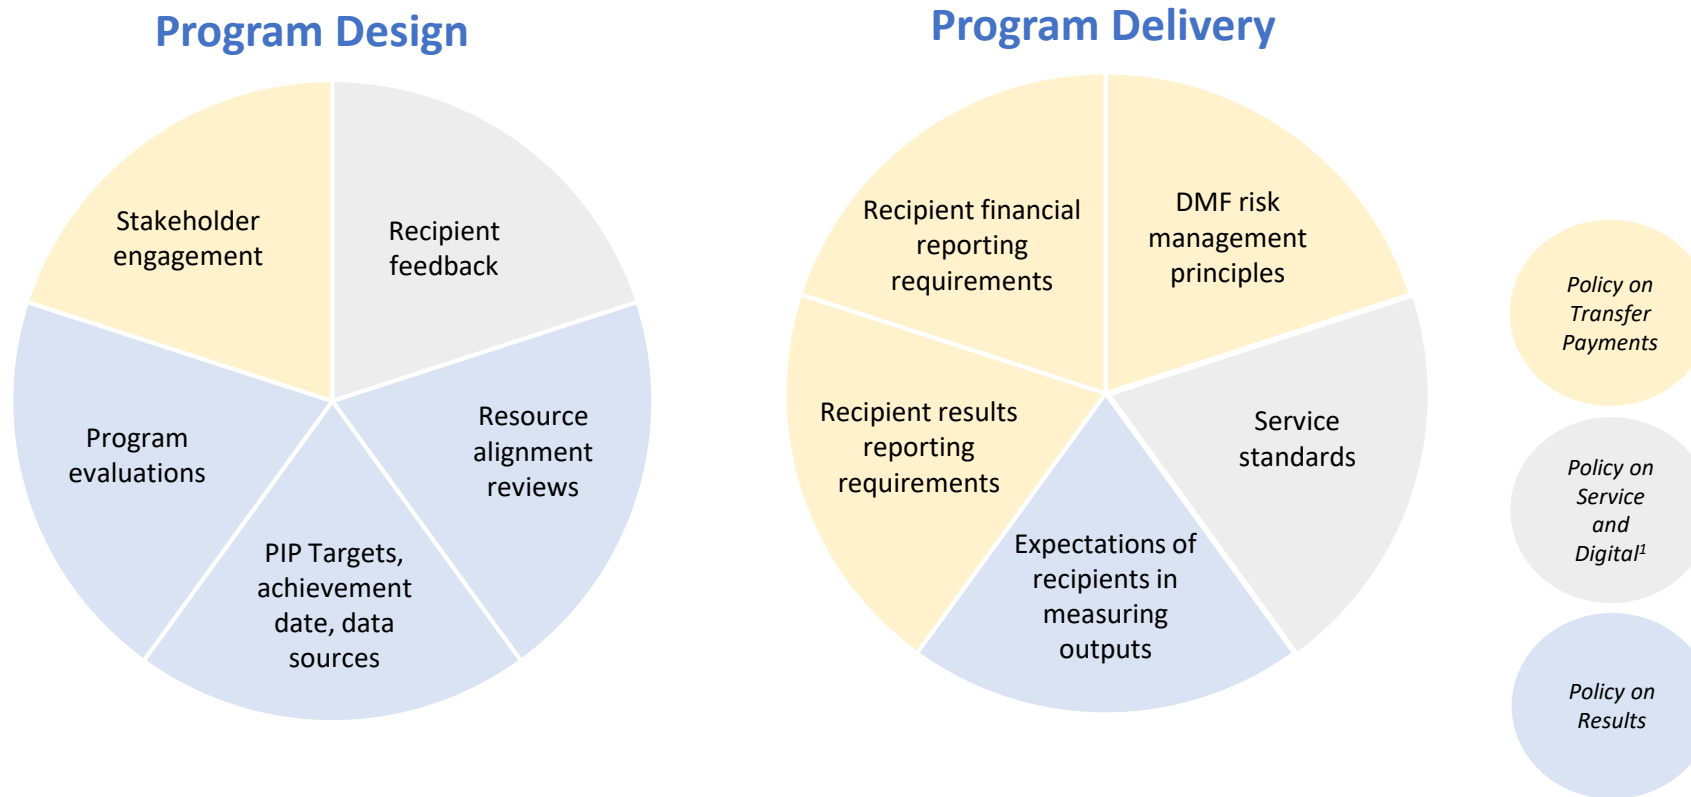 Program Design
Stakeholder
engagement
Recipient
feedback
Program
evaluations
Resource
alignment
reviews
PIP Targets,
achievement
date, data
sources
Program Delivery
Recipient financial
reporting
requirements
DMF risk
management
principles
Recipient results
reporting
requirements
Service
standards
Expectations of
recipients in
measuring
outputs
Policy on
Transfer
Payments
Policy on
Service
and
Digital¹
Policy on
Results